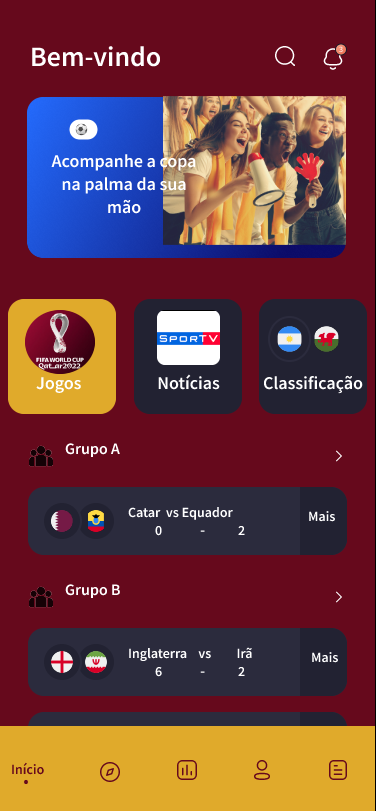 Bem-vindo
3
Acompanhe a copa
na palma da sua
mão
FIFA WORLD CUP
Qatar2022
Jogos
SPORTV
Notícias
Classificação
Grupo A
Catar vs Equador
0 - 2
Mais
Grupo B
Inglaterra vs Irã
6 - 2
Mais
Início